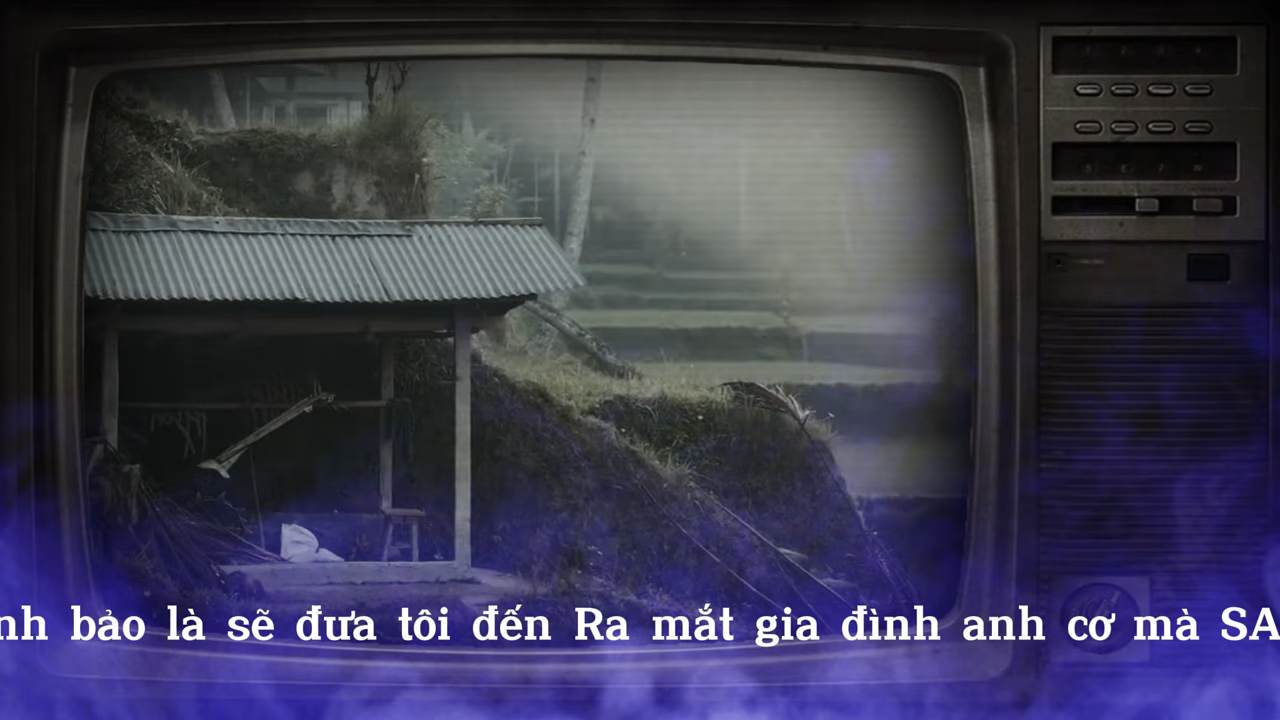 nh bảo là sẽ đưa tôi đến Ra mắt gia đình anh cơ mà SA